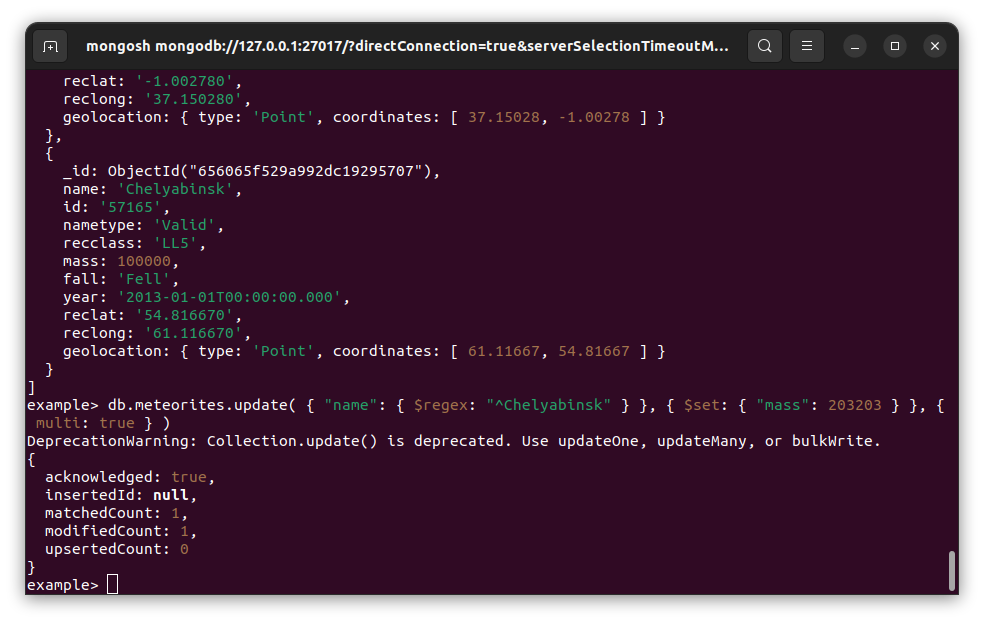 mongosh mongodb://127.0.0.1:27017/?directConnection=true&serverSelectionTimeoutM...
    reclat: '-1.002780',
    reclong: '37.150280',
    geolocation: { type: 'Point', coordinates: [ 37.15028, -1.00278 ] }
  },
  {
    _id: ObjectId("656065f529a992dc19295707"),
    name: 'Chelyabinsk',
    id: '57165',
    nametype: 'Valid',
    recclass: 'LL5',
    mass: 100000,
    fall: 'Fell',
    year: '2013-01-01T00:00:00.000',
    reclat: '54.816670',
    reclong: '61.116670',
    geolocation: { type: 'Point', coordinates: [ 61.11667, 54.81667 ] }
  }
]
example> db.meteorites.update( { "name": { $regex: "^Chelyabinsk" } }, { $set: { "mass": 203203 } }, {
 multi: true } )
DeprecationWarning: Collection.update() is deprecated. Use updateOne, updateMany, or bulkWrite.
{
  acknowledged: true,
  insertedId: null,
  matchedCount: 1,
  modifiedCount: 1,
  upsertedCount: 0
}
example>